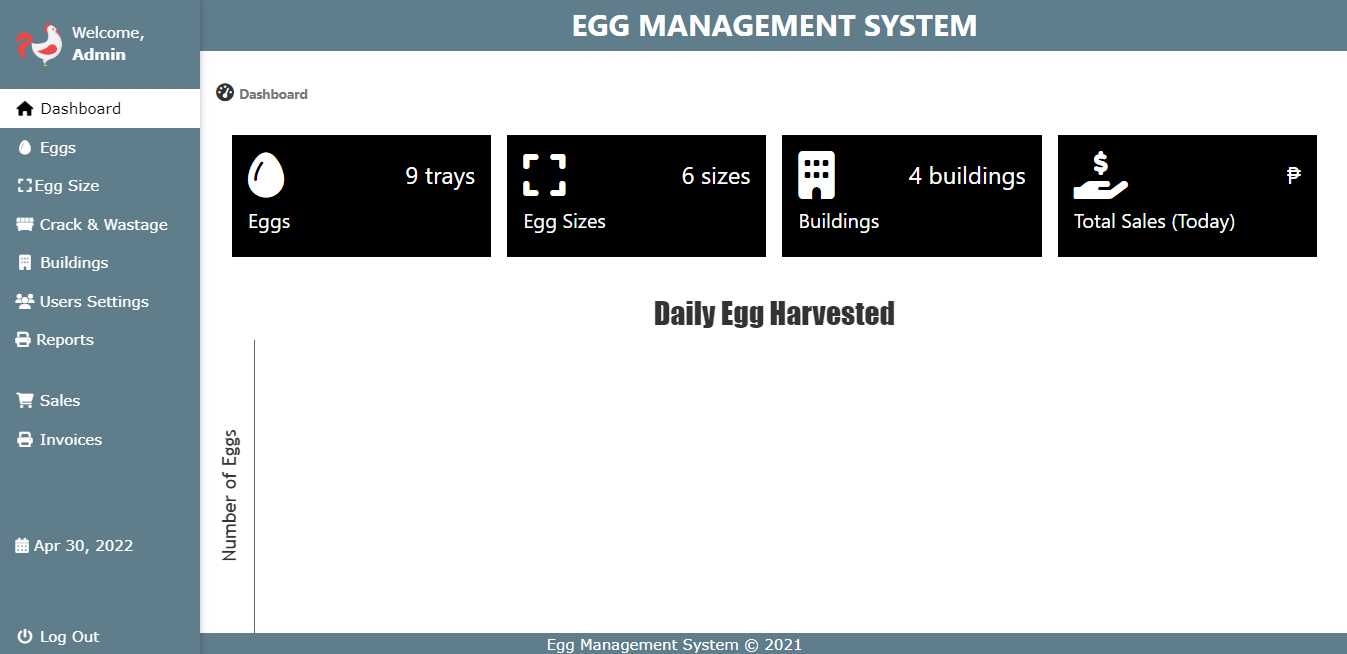 Welcome,
Admin
EGG MANAGEMENT SYSTEM
Dashboard
Eggs
Egg Size
Crack & Wastage
Buildings
Users Settings
Reports
Sales
Invoices
Apr 30, 2022
Log Out
Dashboard
9 trays
Eggs
6 sizes
Egg Sizes
4 buildings
Buildings
₱
Total Sales (Today)
Daily Egg Harvested
Number of Eggs
Egg Management System © 2021